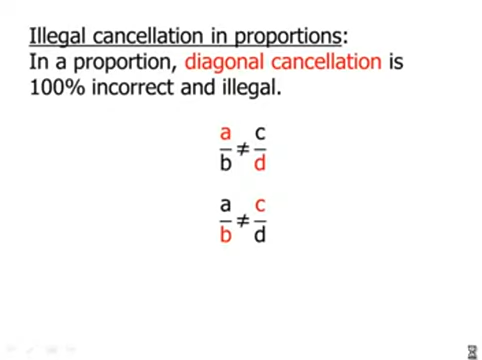 Illegal cancellation in proportions:
In a proportion, diagonal cancellation is
100% incorrect and illegal.
a/b ≠ c/d
a/b ≠ c/d